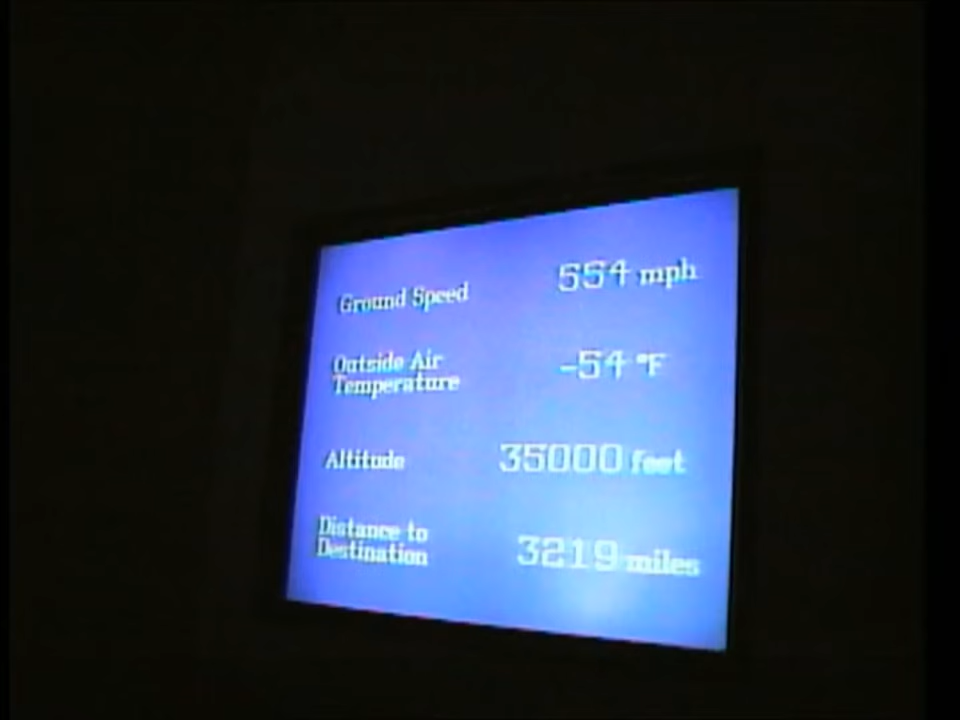 Ground Speed 554 mph
Outside Air
Temperature -54 °F
Altitude 35000 feet
Distance to
Destination 3219 miles